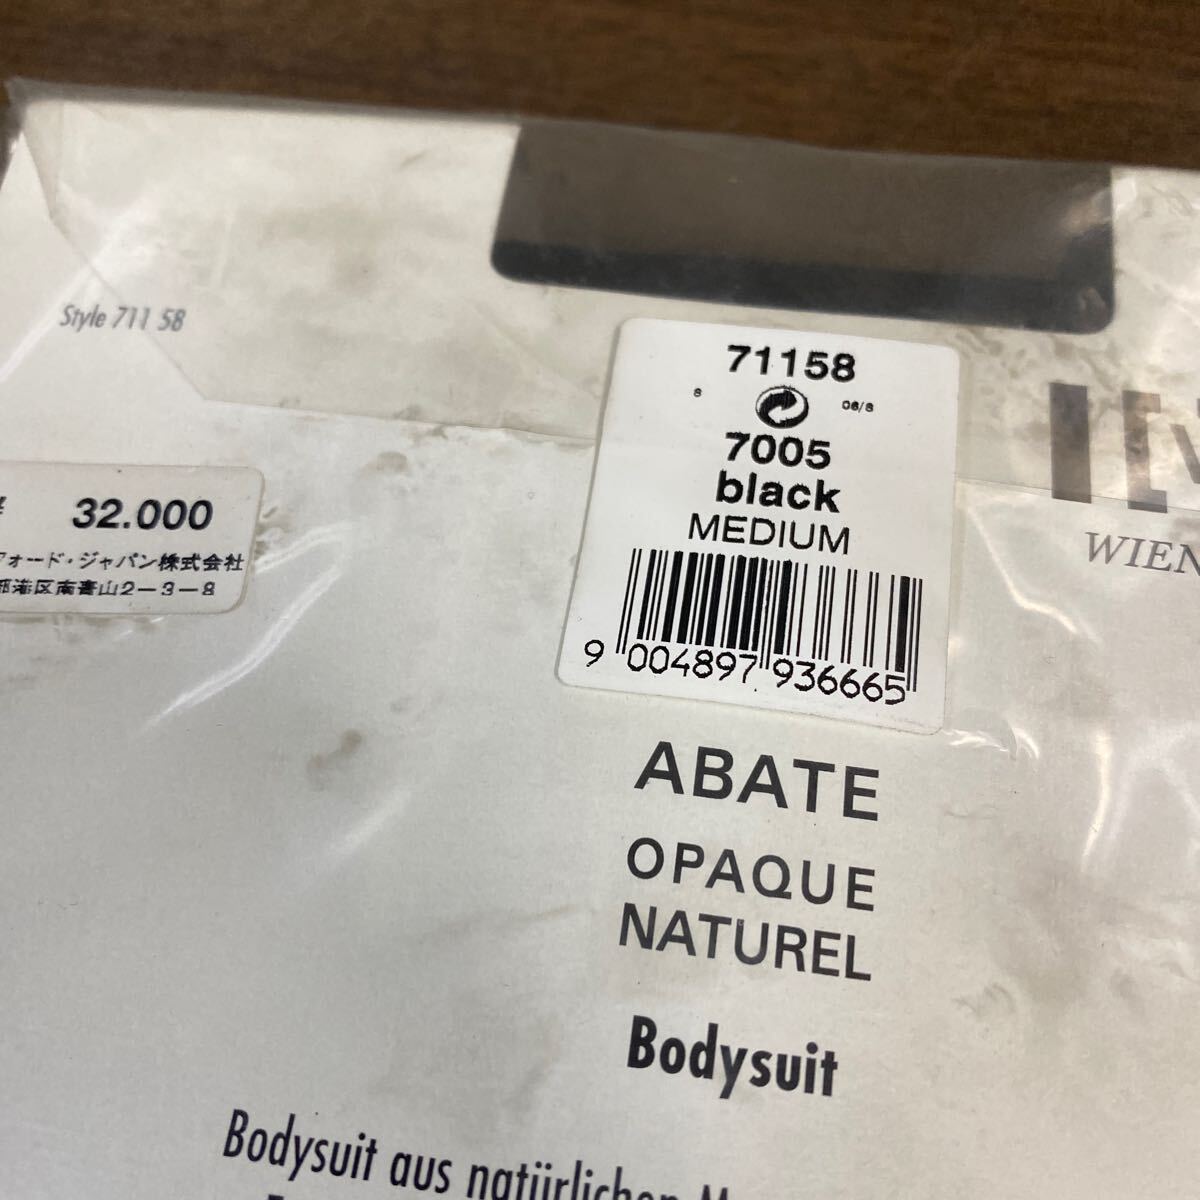 Style 711 58
71158
8 8 06/8
7005
black
MEDIUM
9 004897 936665
32.000
フォード・ジャパン株式会社
都港区南青山2-3-8
WIEN
ABATE
OPAQUE
NATUREL
Bodysuit
Bodysuit aus natürlichen